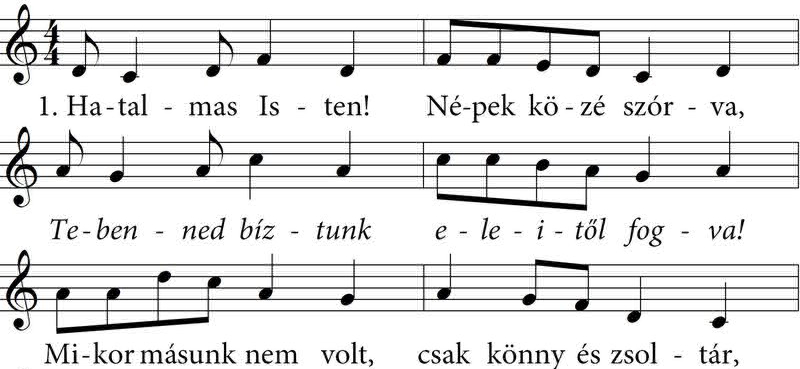 4/4
1. Ha-tal - mas Is - ten! Né-pek kö-zé szór - va,
Te-ben - ned bíz - tunk e - le - i - től fog - va!
Mi-kor másunk nem volt, csak könny és zsol - tár,